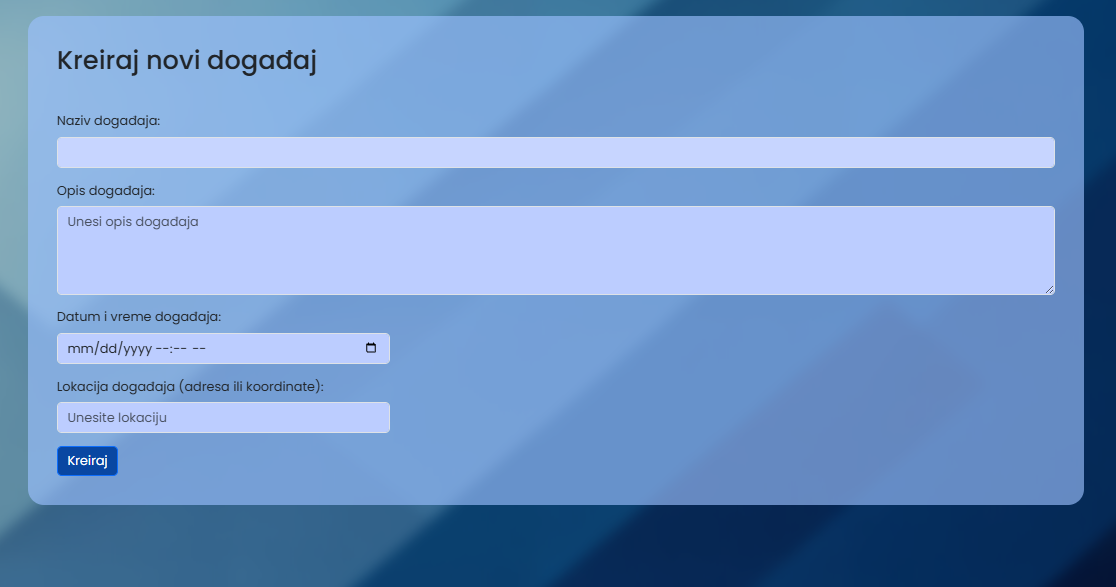 Kreiraj novi događaj
Naziv događaja:
Opis događaja:
Unesi opis događaja
Datum i vreme događaja:
mm/dd/yyyy --:-- --
Lokacija događaja (adresa ili koordinate):
Unesite lokaciju
Kreiraj